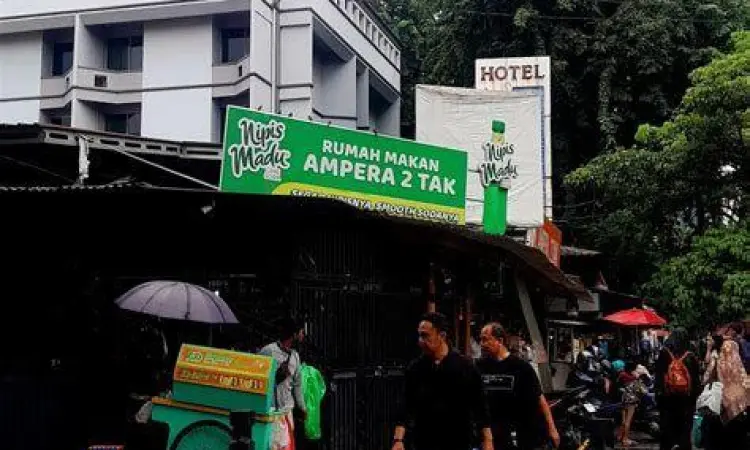 HOTEL
Nipis
Madu
RUMAH MAKAN
AMPERA 2 TAK
Nipis
Madu